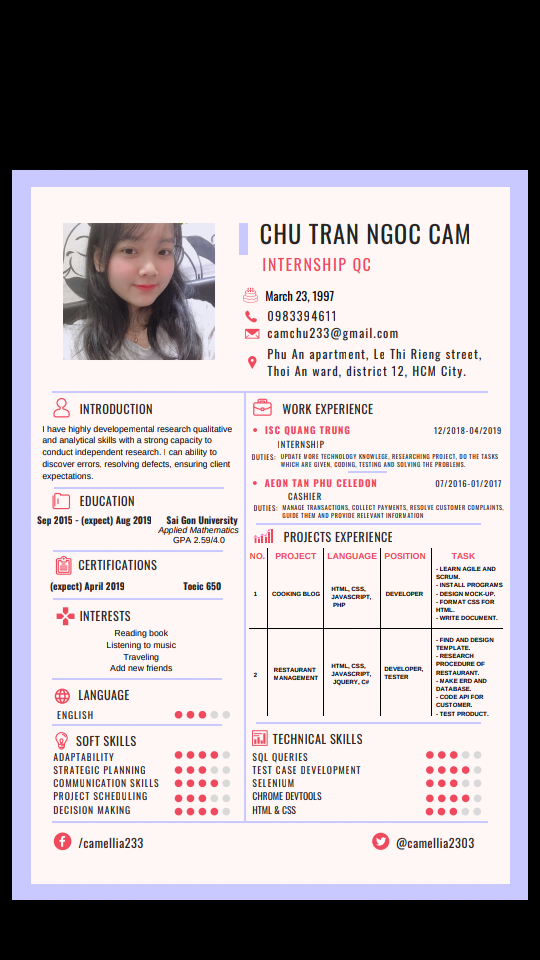 CHU TRAN NGOC CAM
INTERNSHIP QC
March 23, 1997
0983394611
camchu233@gmail.com
Phu An apartment, Le Thi Rieng street,
Thoi An ward, district 12, HCM City.
INTRODUCTION
I have highly developemental research qualitative
and analytical skills with a strong capacity to
conduct independent research. I can ability to
discover errors, resolving defects, ensuring client
expectations.
EDUCATION
Sep 2015 - (expect) Aug 2019 Sai Gon University
Applied Mathematics
GPA 2.59/4.0
CERTIFICATIONS
(expect) April 2019 Toeic 650
INTERESTS
Reading book
Listening to music
Traveling
Add new friends
LANGUAGE
ENGLISH
SOFT SKILLS
ADAPTABILITY
STRATEGIC PLANNING
COMMUNICATION SKILLS
PROJECT SCHEDULING
DECISION MAKING
WORK EXPERIENCE
ISC QUANG TRUNG 12/2018-04/2019
INTERNSHIP
DUTIES: UPDATE MORE TECHNOLOGY KNOWLEGE, RESEARCHING PROJECT, DO THE TASKS
WHICH ARE GIVEN, CODING, TESTING AND SOLVING THE PROBLEMS.
AEON TAN PHU CELEDON 07/2016-01/2017
CASHIER
DUTIES: MANAGE TRANSACTIONS, COLLECT PAYMENTS, RESOLVE CUSTOMER COMPLAINTS,
GUIDE THEM AND PROVIDE RELEVANT INFORMATION
PROJECTS EXPERIENCE
NO. PROJECT LANGUAGE POSITION TASK
1 COOKING BLOG
HTML, CSS,
JAVASCRIPT,
PHP
DEVELOPER
- LEARN AGILE AND
SCRUM.
- INSTALL PROGRAMS
- DESIGN MOCK-UP.
- FORMAT CSS FOR
HTML.
- WRITE DOCUMENT.
2
RESTAURANT
MANAGEMENT
HTML, CSS,
JAVASCRIPT,
JQUERY, C#
DEVELOPER,
TESTER
- FIND AND DESIGN
TEMPLATE.
- RESEARCH
PROCEDURE OF
RESTAURANT.
- MAKE ERD AND
DATABASE.
- CODE API FOR
CUSTOMER.
- TEST PRODUCT.
TECHNICAL SKILLS
SQL QUERIES
TEST CASE DEVELOPMENT
SELENIUM
CHROME DEVTOOLS
HTML & CSS
/camellia233
@camellia2303